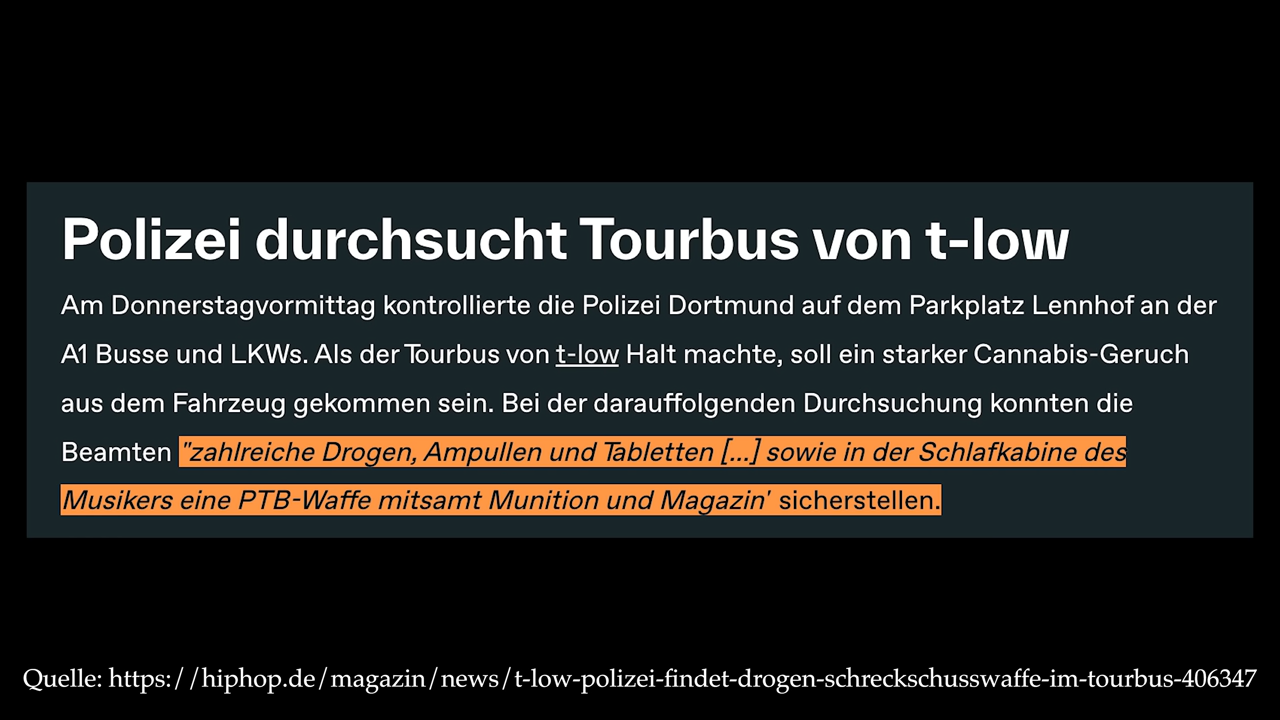 Polizei durchsucht Tourbus von t-low
Am Donnerstagvormittag kontrollierte die Polizei Dortmund auf dem Parkplatz Lennhof an der
A1 Busse und LKWs. Als der Tourbus von t-low Halt machte, soll ein starker Cannabis-Geruch
aus dem Fahrzeug gekommen sein. Bei der darauffolgenden Durchsuchung konnten die
Beamten "zahlreiche Drogen, Ampullen und Tabletten [...] sowie in der Schlafkabine des
Musikers eine PTB-Waffe mitsamt Munition und Magazin' sicherstellen.
Quelle: https://hiphop.de/magazin/news/t-low-polizei-findet-drogen-schreckschusswaffe-im-tourbus-406347